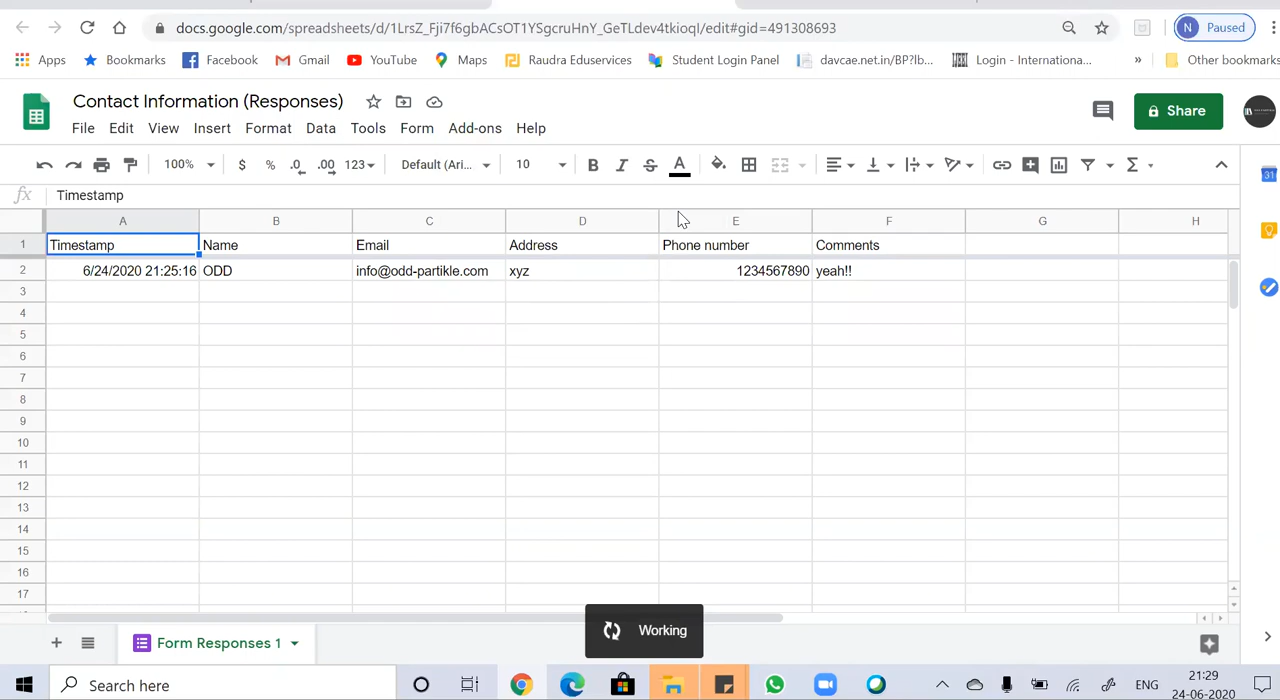 docs.google.com/spreadsheets/d/1LrsZ_Fji7f6gbACsOT1YSgcruHnY_GeTLdev4tkioqI/edit#gid=491308693
N Paused
Apps Bookmarks Facebook Gmail YouTube Maps Raudra Eduservices Student Login Panel davcae.net.in/BP?lb... Login - Internationa... » Other bookmarks
Contact Information (Responses)
File Edit View Insert Format Data Tools Form Add-ons Help
Share
100% $ % .0 .00 123 Default (Ari... 10 B I S A Σ
fx Timestamp
A B C D E F G H
1 Timestamp Name Email Address Phone number Comments
2 6/24/2020 21:25:16 ODD info@odd-partikle.com xyz 1234567890 yeah!!
3
4
5
6
7
8
9
10
11
12
13
14
15
16
17
31
Working
+ Form Responses 1
Search here
ENG
21:29
24-06-2020